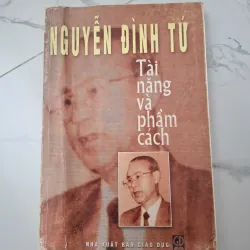 NGUYỄN ĐÌNH TỨ
Tài
năng
và
phẩm
cách
NHÀ XUẤT BẢN GIÁO DỤC